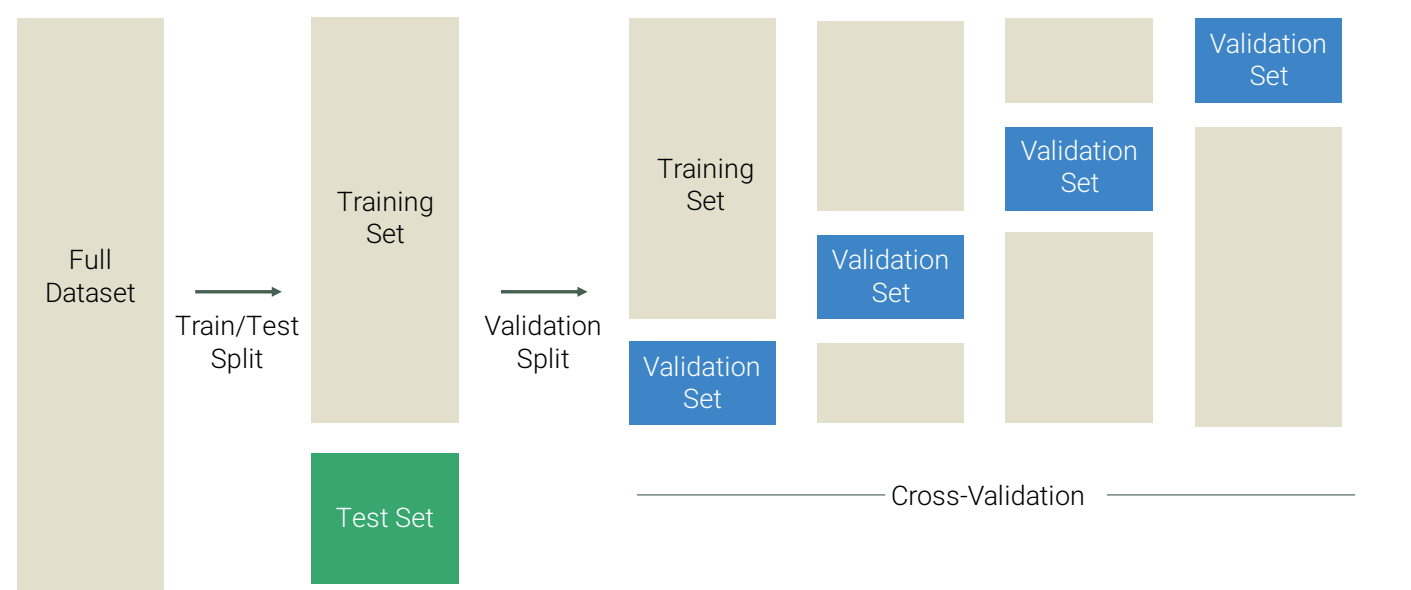 Full
Dataset
Train/Test
Split
Training
Set
Test Set
Validation
Split
Training
Set
Validation
Set
Validation
Set
Validation
Set
Validation
Set
Cross-Validation